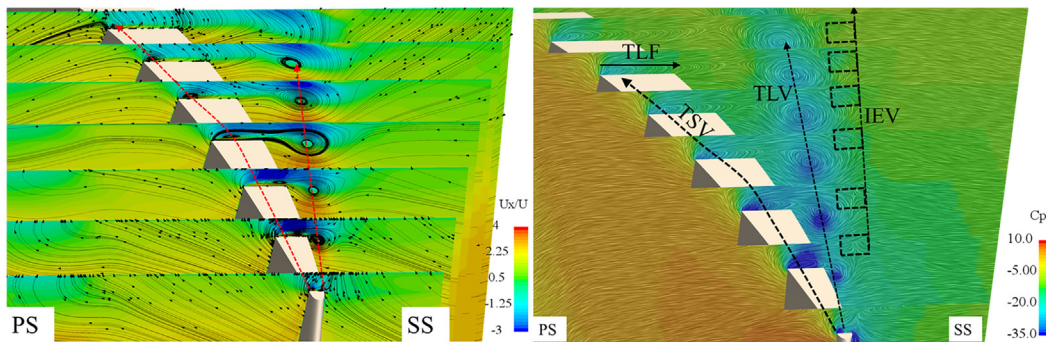 Ux/U
4
2.25
0.5
-1.25
-3
PS
SS
TLF
TSV
TLV
IEV
Cp
10.0
-5.00
-20.0
-35.0
PS
SS